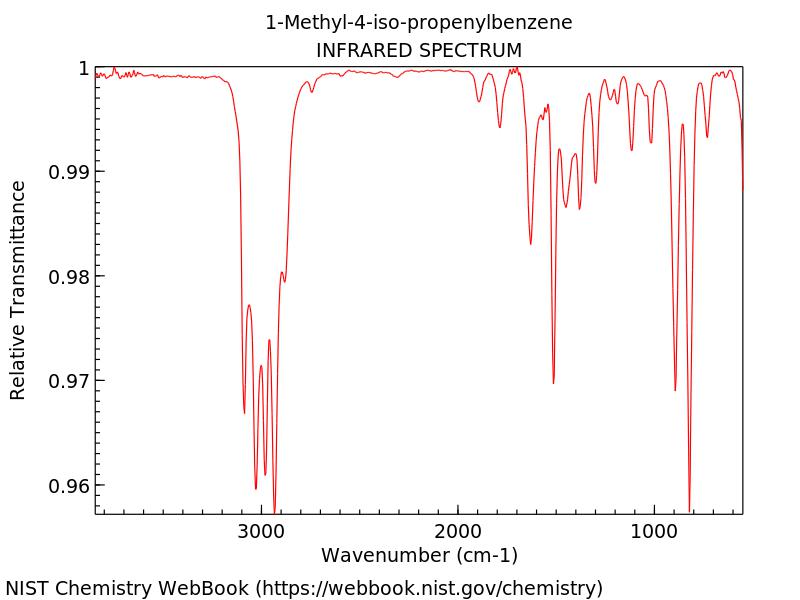 1-Methyl-4-iso-propenylbenzene
INFRARED SPECTRUM
1
0.99
0.98
0.97
0.96
Relative Transmittance
3000 2000 1000
Wavenumber (cm-1)
NIST Chemistry WebBook (https://webbook.nist.gov/chemistry)